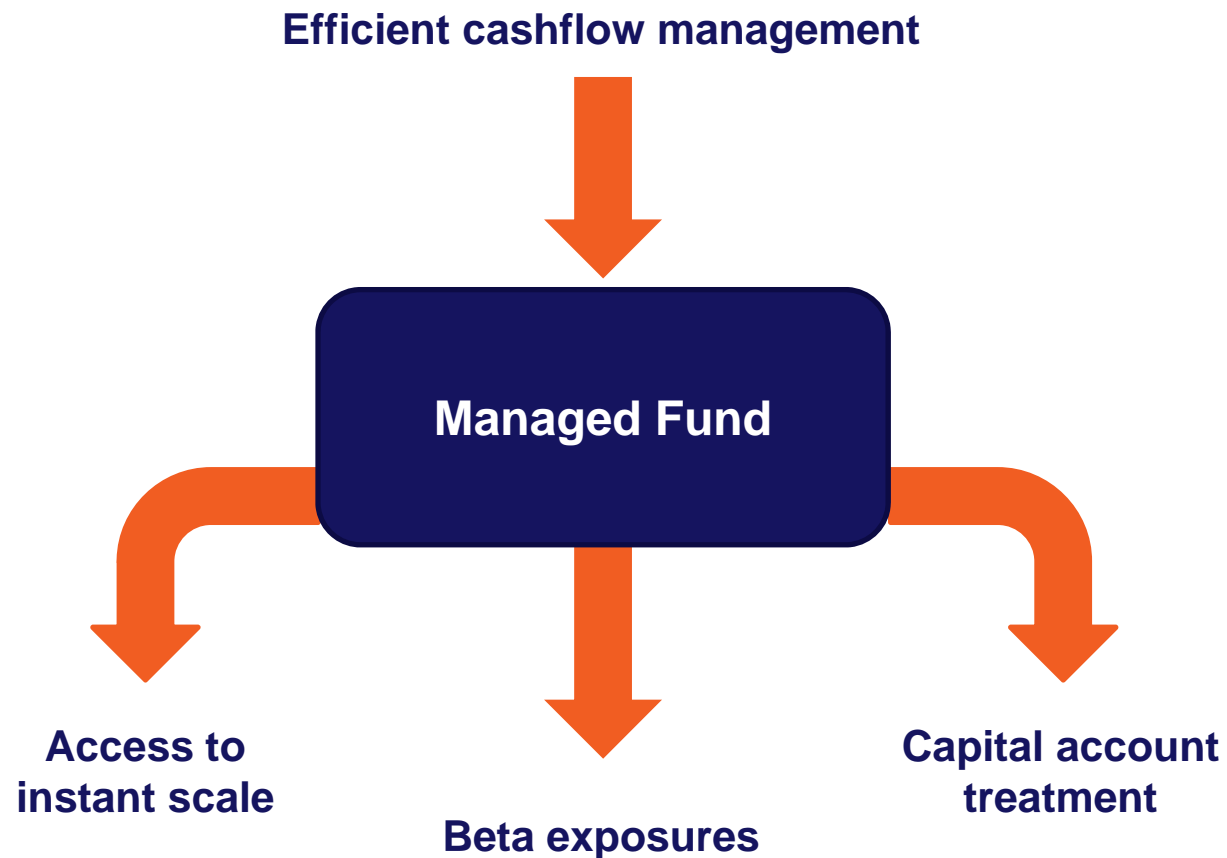 Efficient cashflow management
Managed Fund
Access to
instant scale
Beta exposures
Capital account
treatment